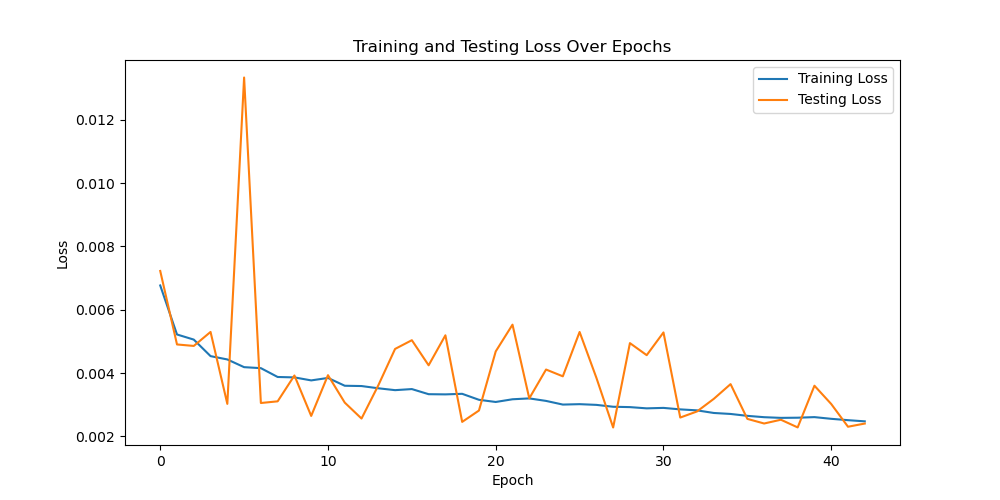 Training and Testing Loss Over Epochs
Training Loss
Testing Loss
0.012
0.010
0.008
0.006
0.004
0.002
Loss
0 10 20 30 40
Epoch